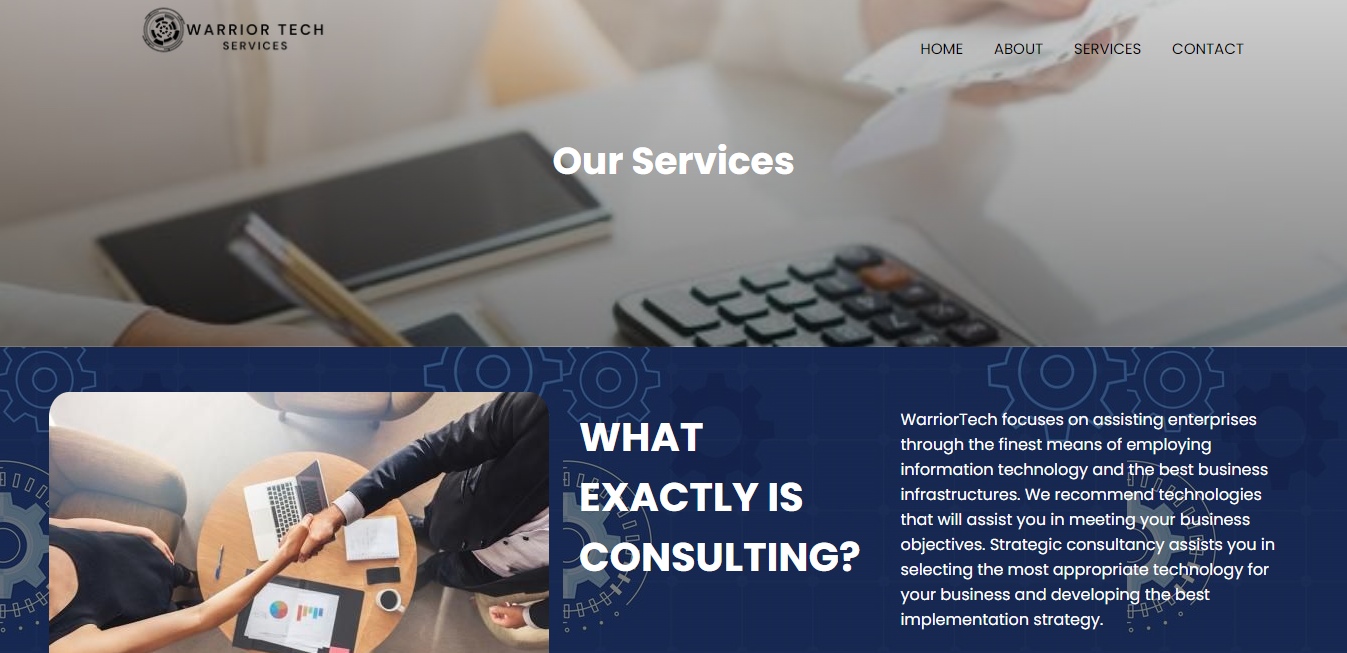 WARRIOR TECH
SERVICES
HOME
ABOUT
SERVICES
CONTACT
Our Services
WHAT
EXACTLY IS
CONSULTING?
WarriorTech focuses on assisting enterprises
through the finest means of employing
information technology and the best business
infrastructures. We recommend technologies
that will assist you in meeting your business
objectives. Strategic consultancy assists you in
selecting the most appropriate technology for
your business and developing the best
implementation strategy.